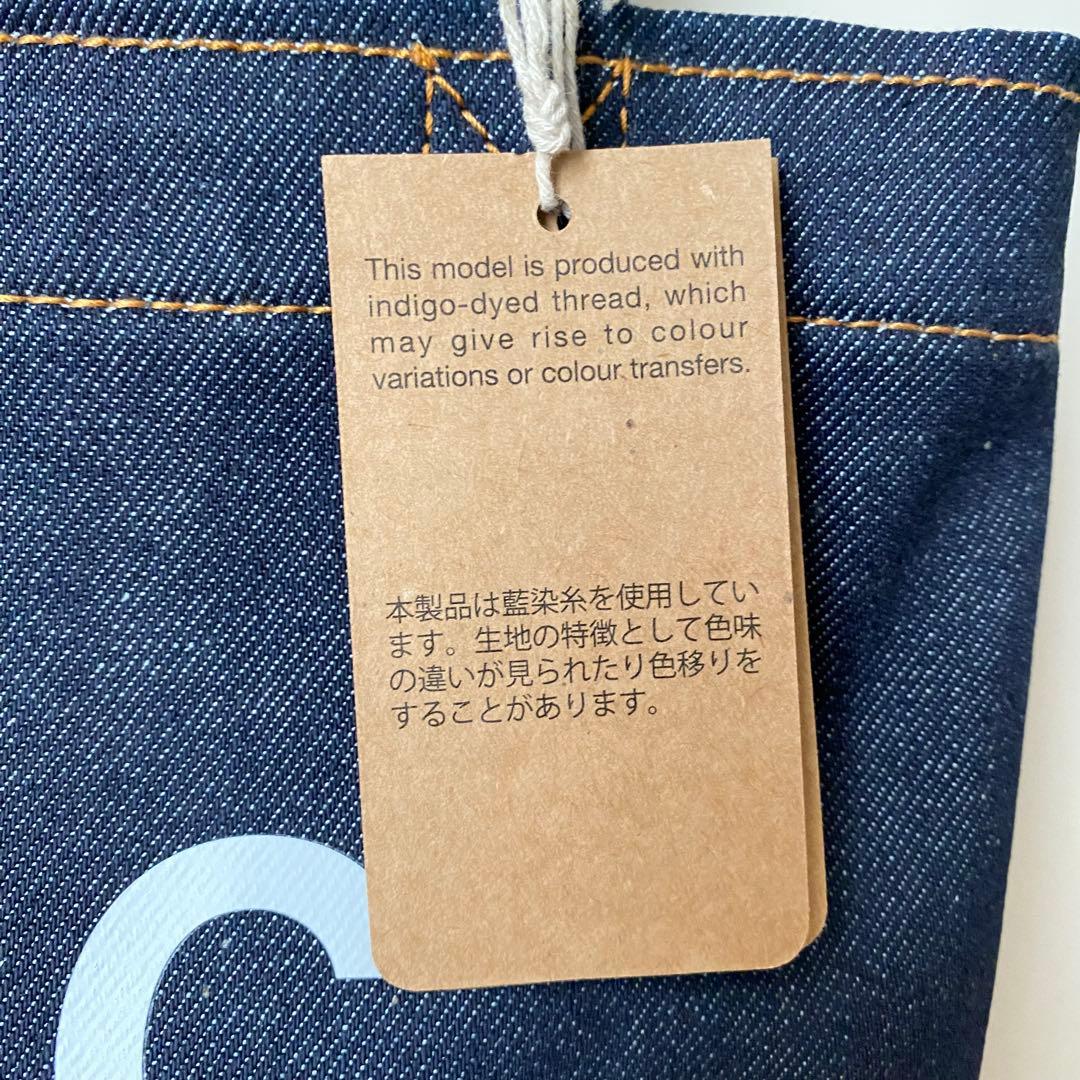 This model is produced with
indigo-dyed thread, which
may give rise to colour
variations or colour transfers.
本製品は藍染糸を使用してい
ます。生地の特徴として色味
の違いが見られたり色移りを
することがあります。